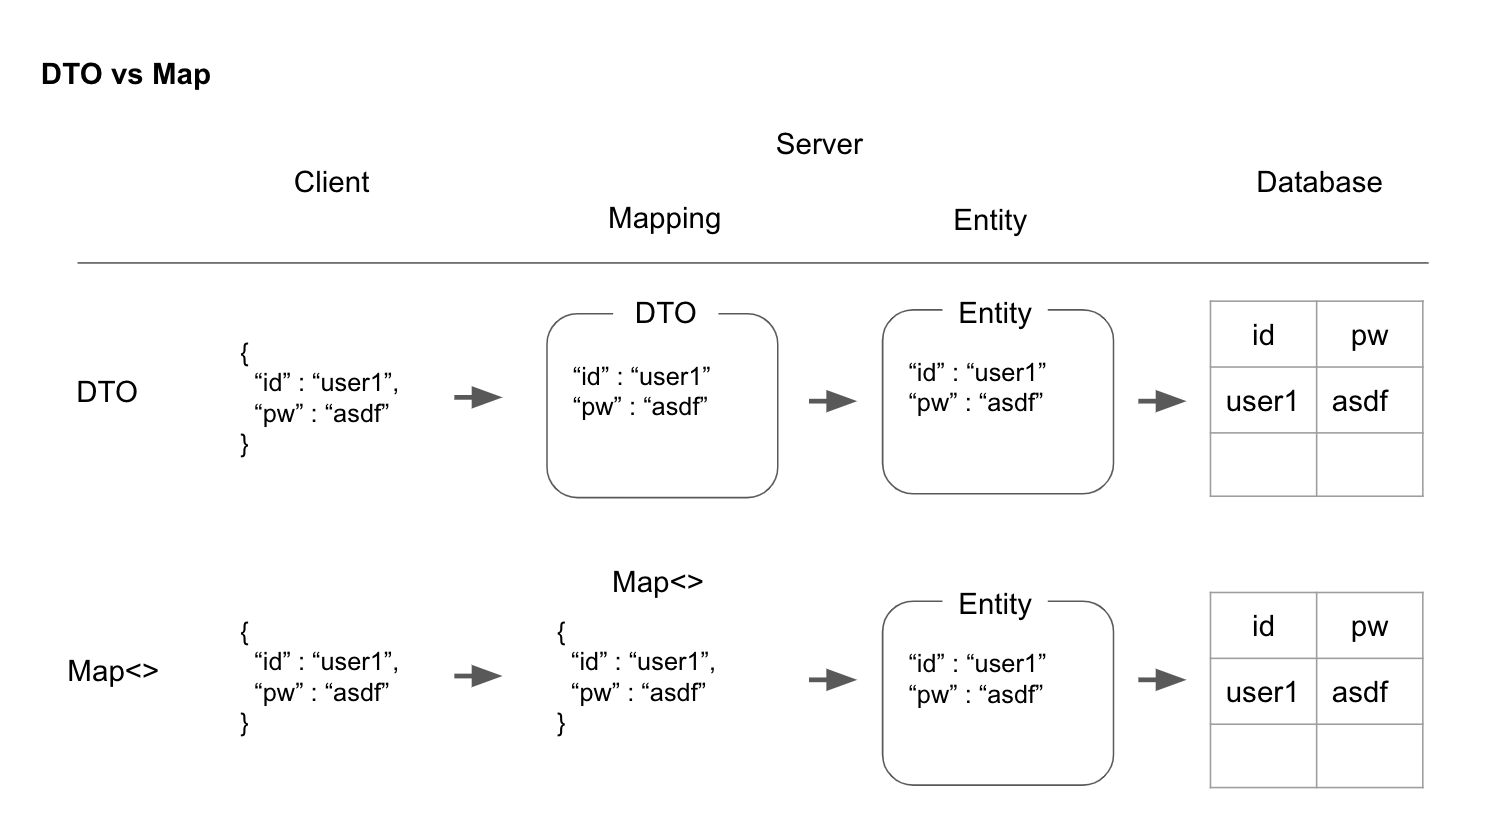 DTO vs Map
Server
Client
Database
Mapping
Entity
DTO
{
“id” : “user1”,
“pw” : “asdf”
}
DTO
“id” : “user1”
“pw” : “asdf”
Entity
“id” : “user1”
“pw” : “asdf”
id pw
user1 asdf
Map<>
{
“id” : “user1”,
“pw” : “asdf”
}
Map<>
{
“id” : “user1”,
“pw” : “asdf”
}
Entity
“id” : “user1”
“pw” : “asdf”
id pw
user1 asdf